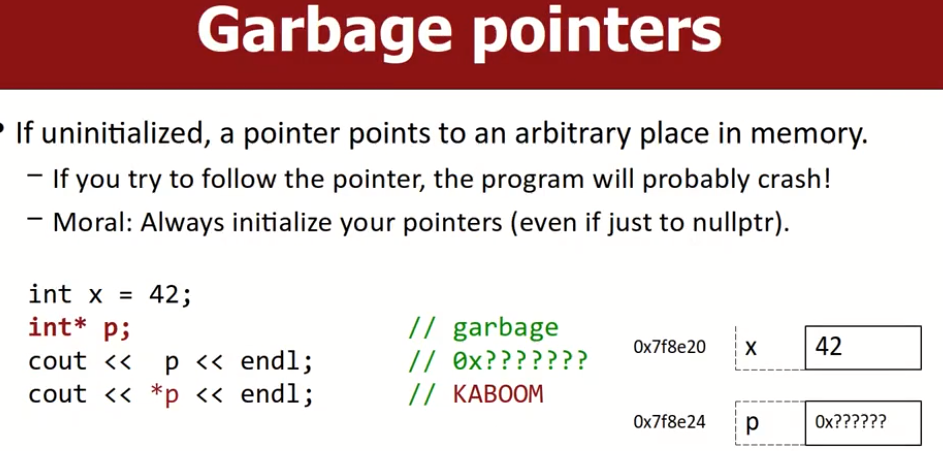 Garbage pointers
• If uninitialized, a pointer points to an arbitrary place in memory.
– If you try to follow the pointer, the program will probably crash!
– Moral: Always initialize your pointers (even if just to nullptr).
int x = 42;
int* p; // garbage
cout << p << endl; // 0x???????
cout << *p << endl; // KABOOM
0x7f8e20 x 42
0x7f8e24 p 0x??????